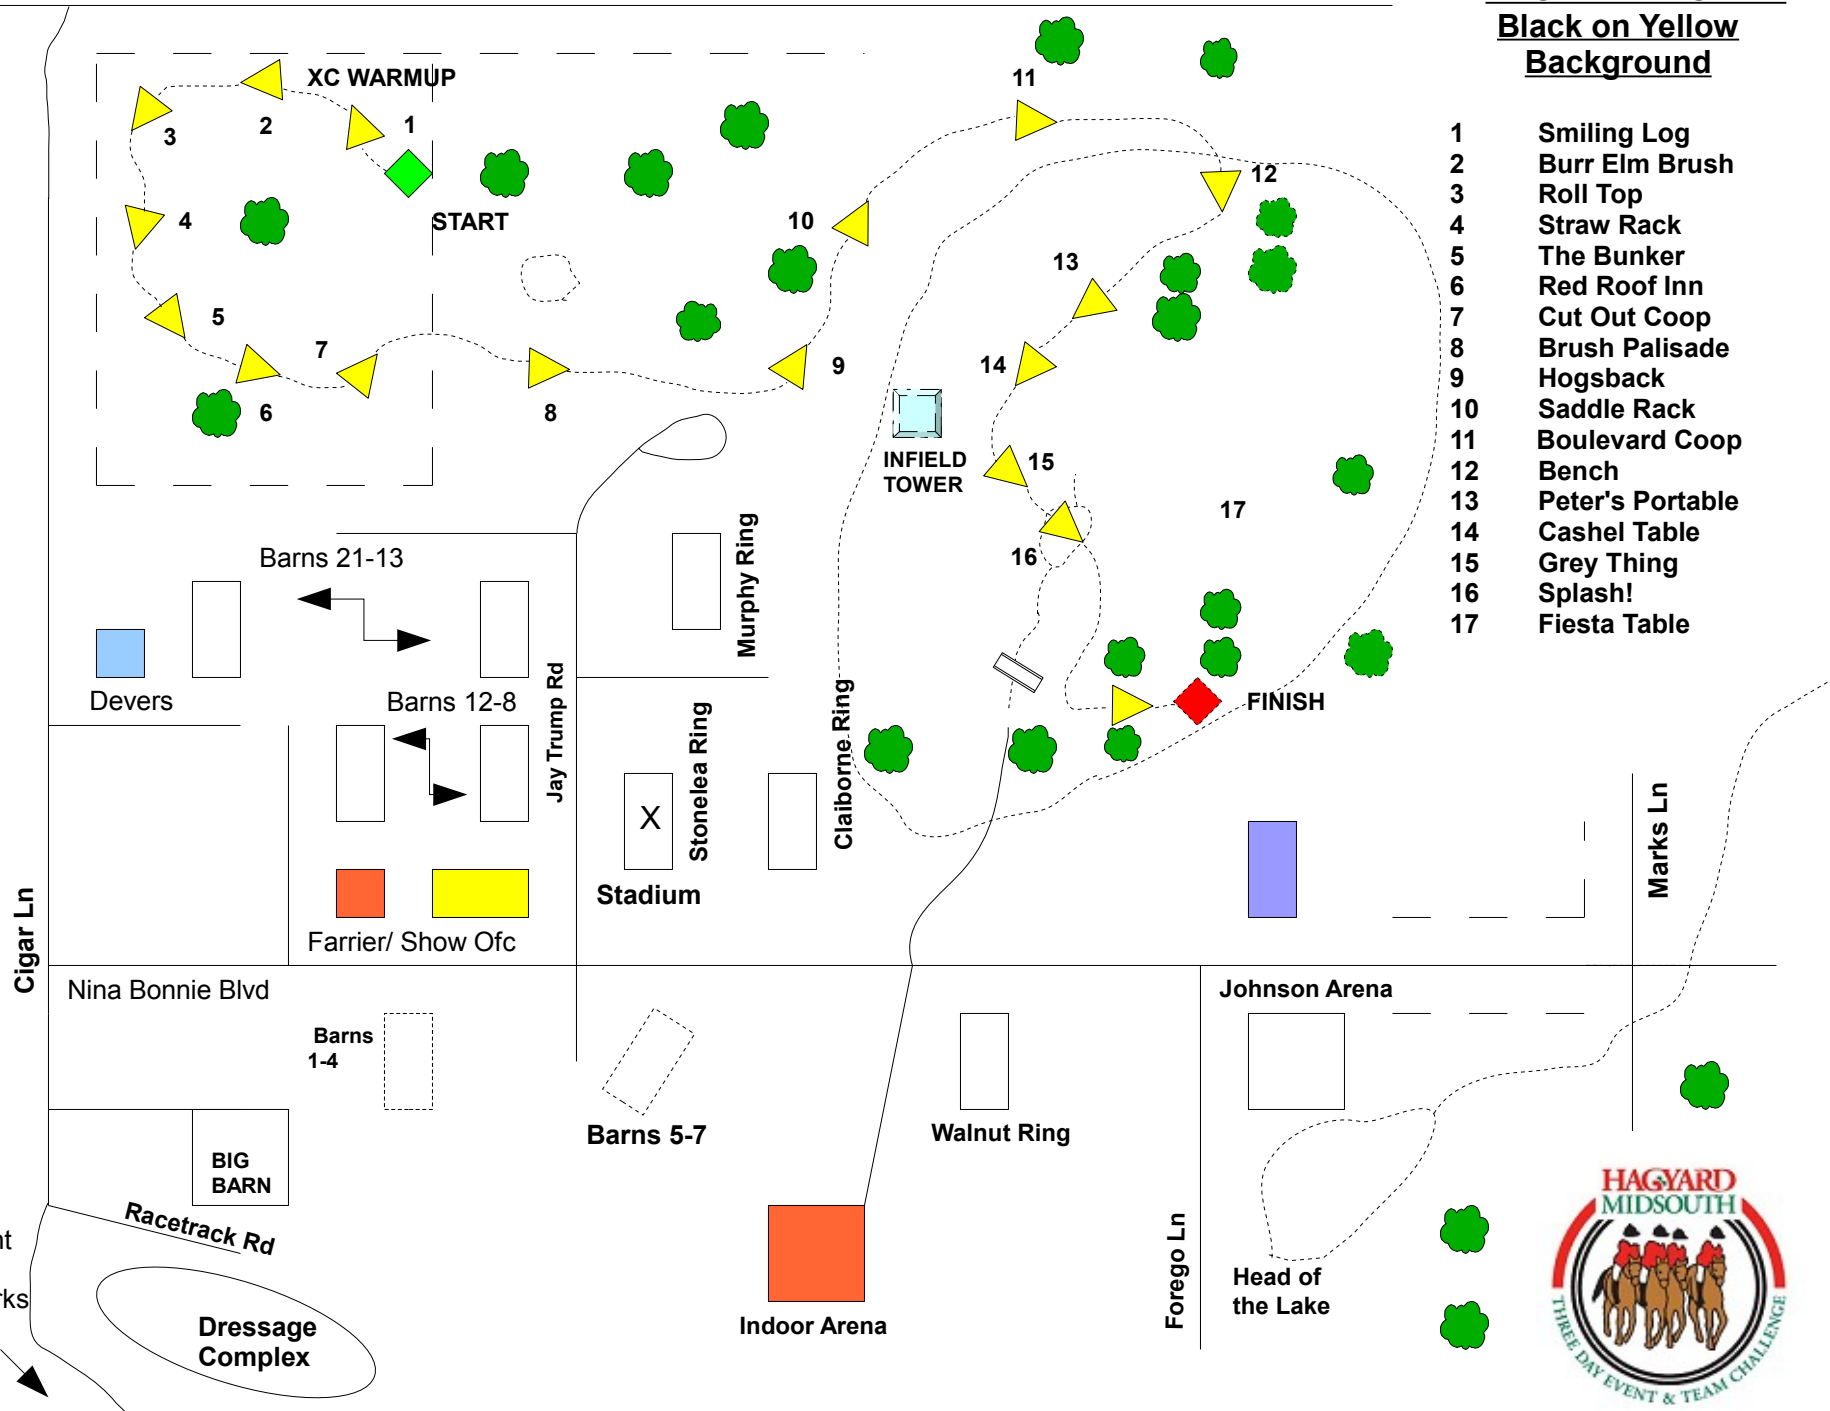 Black on Yellow
Background
1 Smiling Log
2 Burr Elm Brush
3 Roll Top
4 Straw Rack
5 The Bunker
6 Red Roof Inn
7 Cut Out Coop
8 Brush Palisade
9 Hogsback
10 Saddle Rack
11 Boulevard Coop
12 Bench
13 Peter's Portable
14 Cashel Table
15 Grey Thing
16 Splash!
17 Fiesta Table
XC WARMUP
1
2
3
START
4
5
6
7
8
9
10
11
12
13
14
15
16
17
INFIELD
TOWER
FINISH
Barns 21-13
Devers
Barns 12-8
Jay Trump Rd
Murphy Ring
Stonelea Ring
Claiborne Ring
X
Stadium
Farrier/ Show Ofc
Cigar Ln
Marks Ln
Nina Bonnie Blvd
Barns
1-4
Barns 5-7
Walnut Ring
Johnson Arena
BIG
BARN
Racetrack Rd
Dressage
Complex
Indoor Arena
Forego Ln
Head of
the Lake
HAGYARD
MIDSOUTH
THREE DAY EVENT & TEAM CHALLENGE